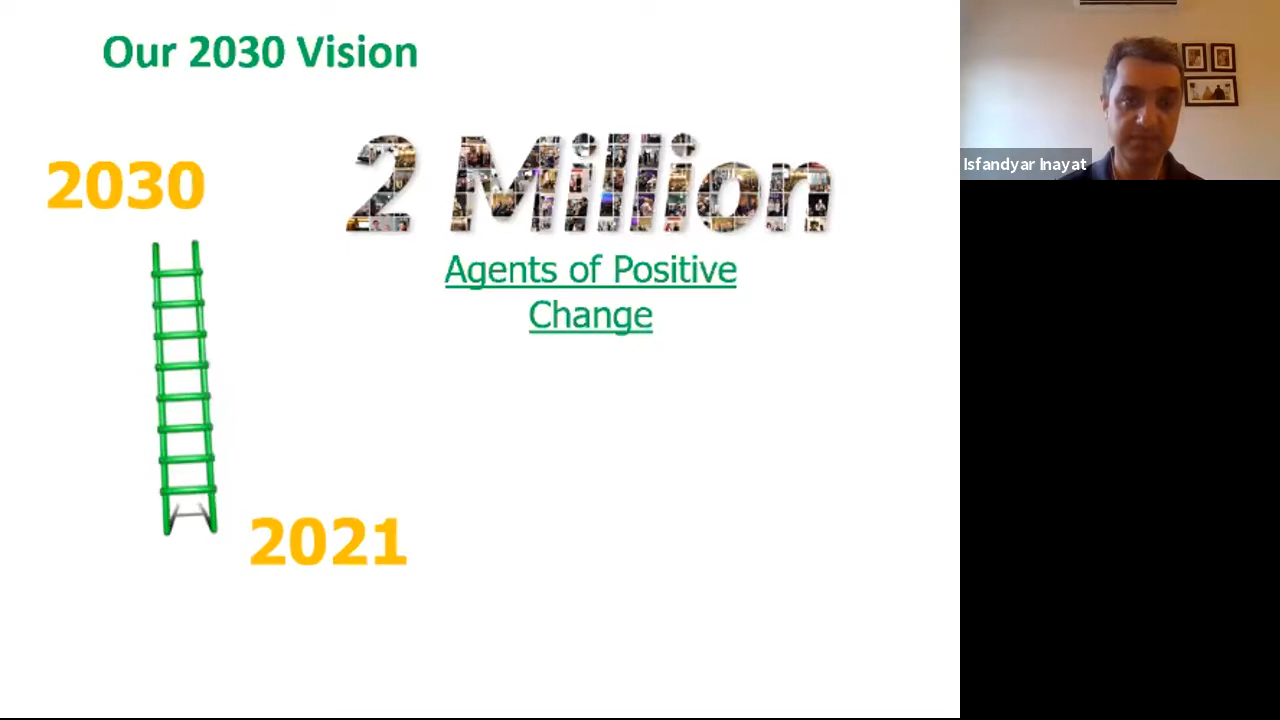 Our 2030 Vision
2030
2 Million
Agents of Positive
Change
2021
Isfandyar Inayat